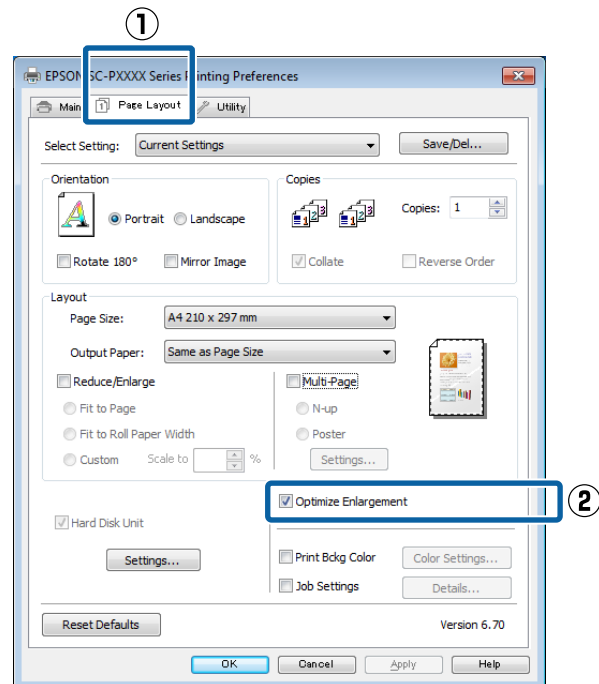 ①
EPSON SC-PXXXX Series Printing Preferences
Main Page Layout Utility
Select Setting: Current Settings Save/Del...
Orientation Copies
Portrait Landscape Copies: 1
Rotate 180° Mirror Image Collate Reverse Order
Layout
Page Size: A4 210 x 297 mm
Output Paper: Same as Page Size
Reduce/Enlarge Multi-Page
Fit to Page N-up
Fit to Roll Paper Width Poster
Custom Scale to % Settings...
Optimize Enlargement ②
Hard Disk Unit
Settings... Print Bckg Color Color Settings...
Job Settings Details...
Reset Defaults Version 6.70
OK Cancel Apply Help